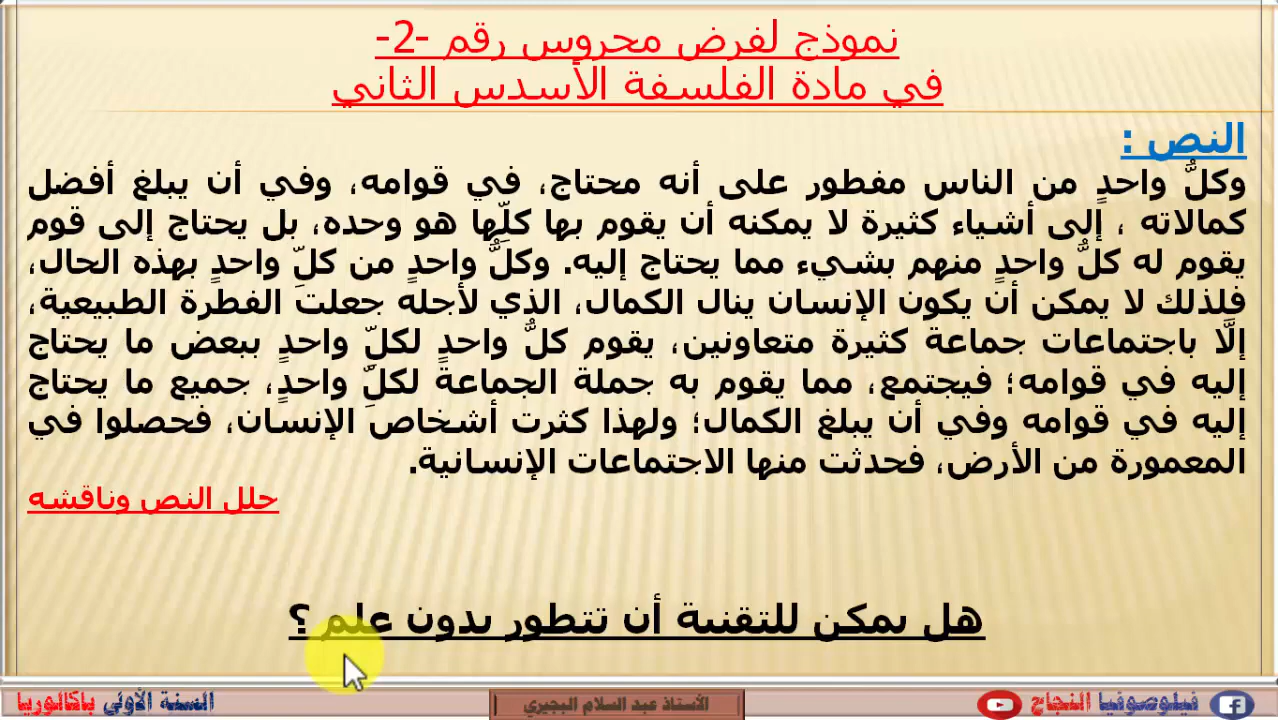 نموذج لفرض محروس رقم -2-
في مادة الفلسفة الأسدس الثاني
النص :
وكلُّ واحدٍ من الناس مفطور على أنه محتاج، في قوامه، وفي أن يبلغ أفضل
كمالاته ، إلى أشياء كثيرة لا يمكنه أن يقوم بها كلِّها هو وحده، بل يحتاج إلى قوم
يقوم له كلُّ واحدٍ منهم بشيء مما يحتاج إليه. وكلُّ واحدٍ من كلِّ واحدٍ بهذه الحال،
فلذلك لا يمكن أن يكون الإنسان ينال الكمال، الذي لأجله جعلت الفطرة الطبيعية،
إلَّا باجتماعات جماعة كثيرة متعاونين، يقوم كلُّ واحدٍ لكلِّ واحدٍ ببعض ما يحتاج
إليه في قوامه؛ فيجتمع، مما يقوم به جملة الجماعة لكلِّ واحدٍ، جميع ما يحتاج
إليه في قوامه وفي أن يبلغ الكمال؛ ولهذا كثرت أشخاص الإنسان، فحصلوا في
المعمورة من الأرض، فحدثت منها الاجتماعات الإنسانية.
حلل النص وناقشه
هل يمكن للتقنية أن تتطور بدون علم ؟
فيلوصوفيا النجاح
الأستاذ عبد السلام البجيري
السنة الأولى باكالوريا